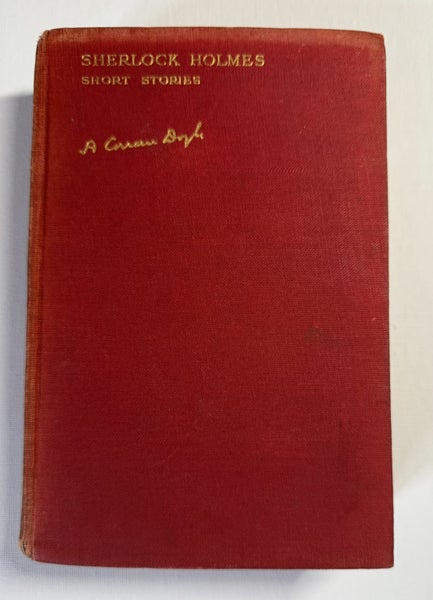 SHERLOCK HOLMES
SHORT STORIES
A Conan Doyle